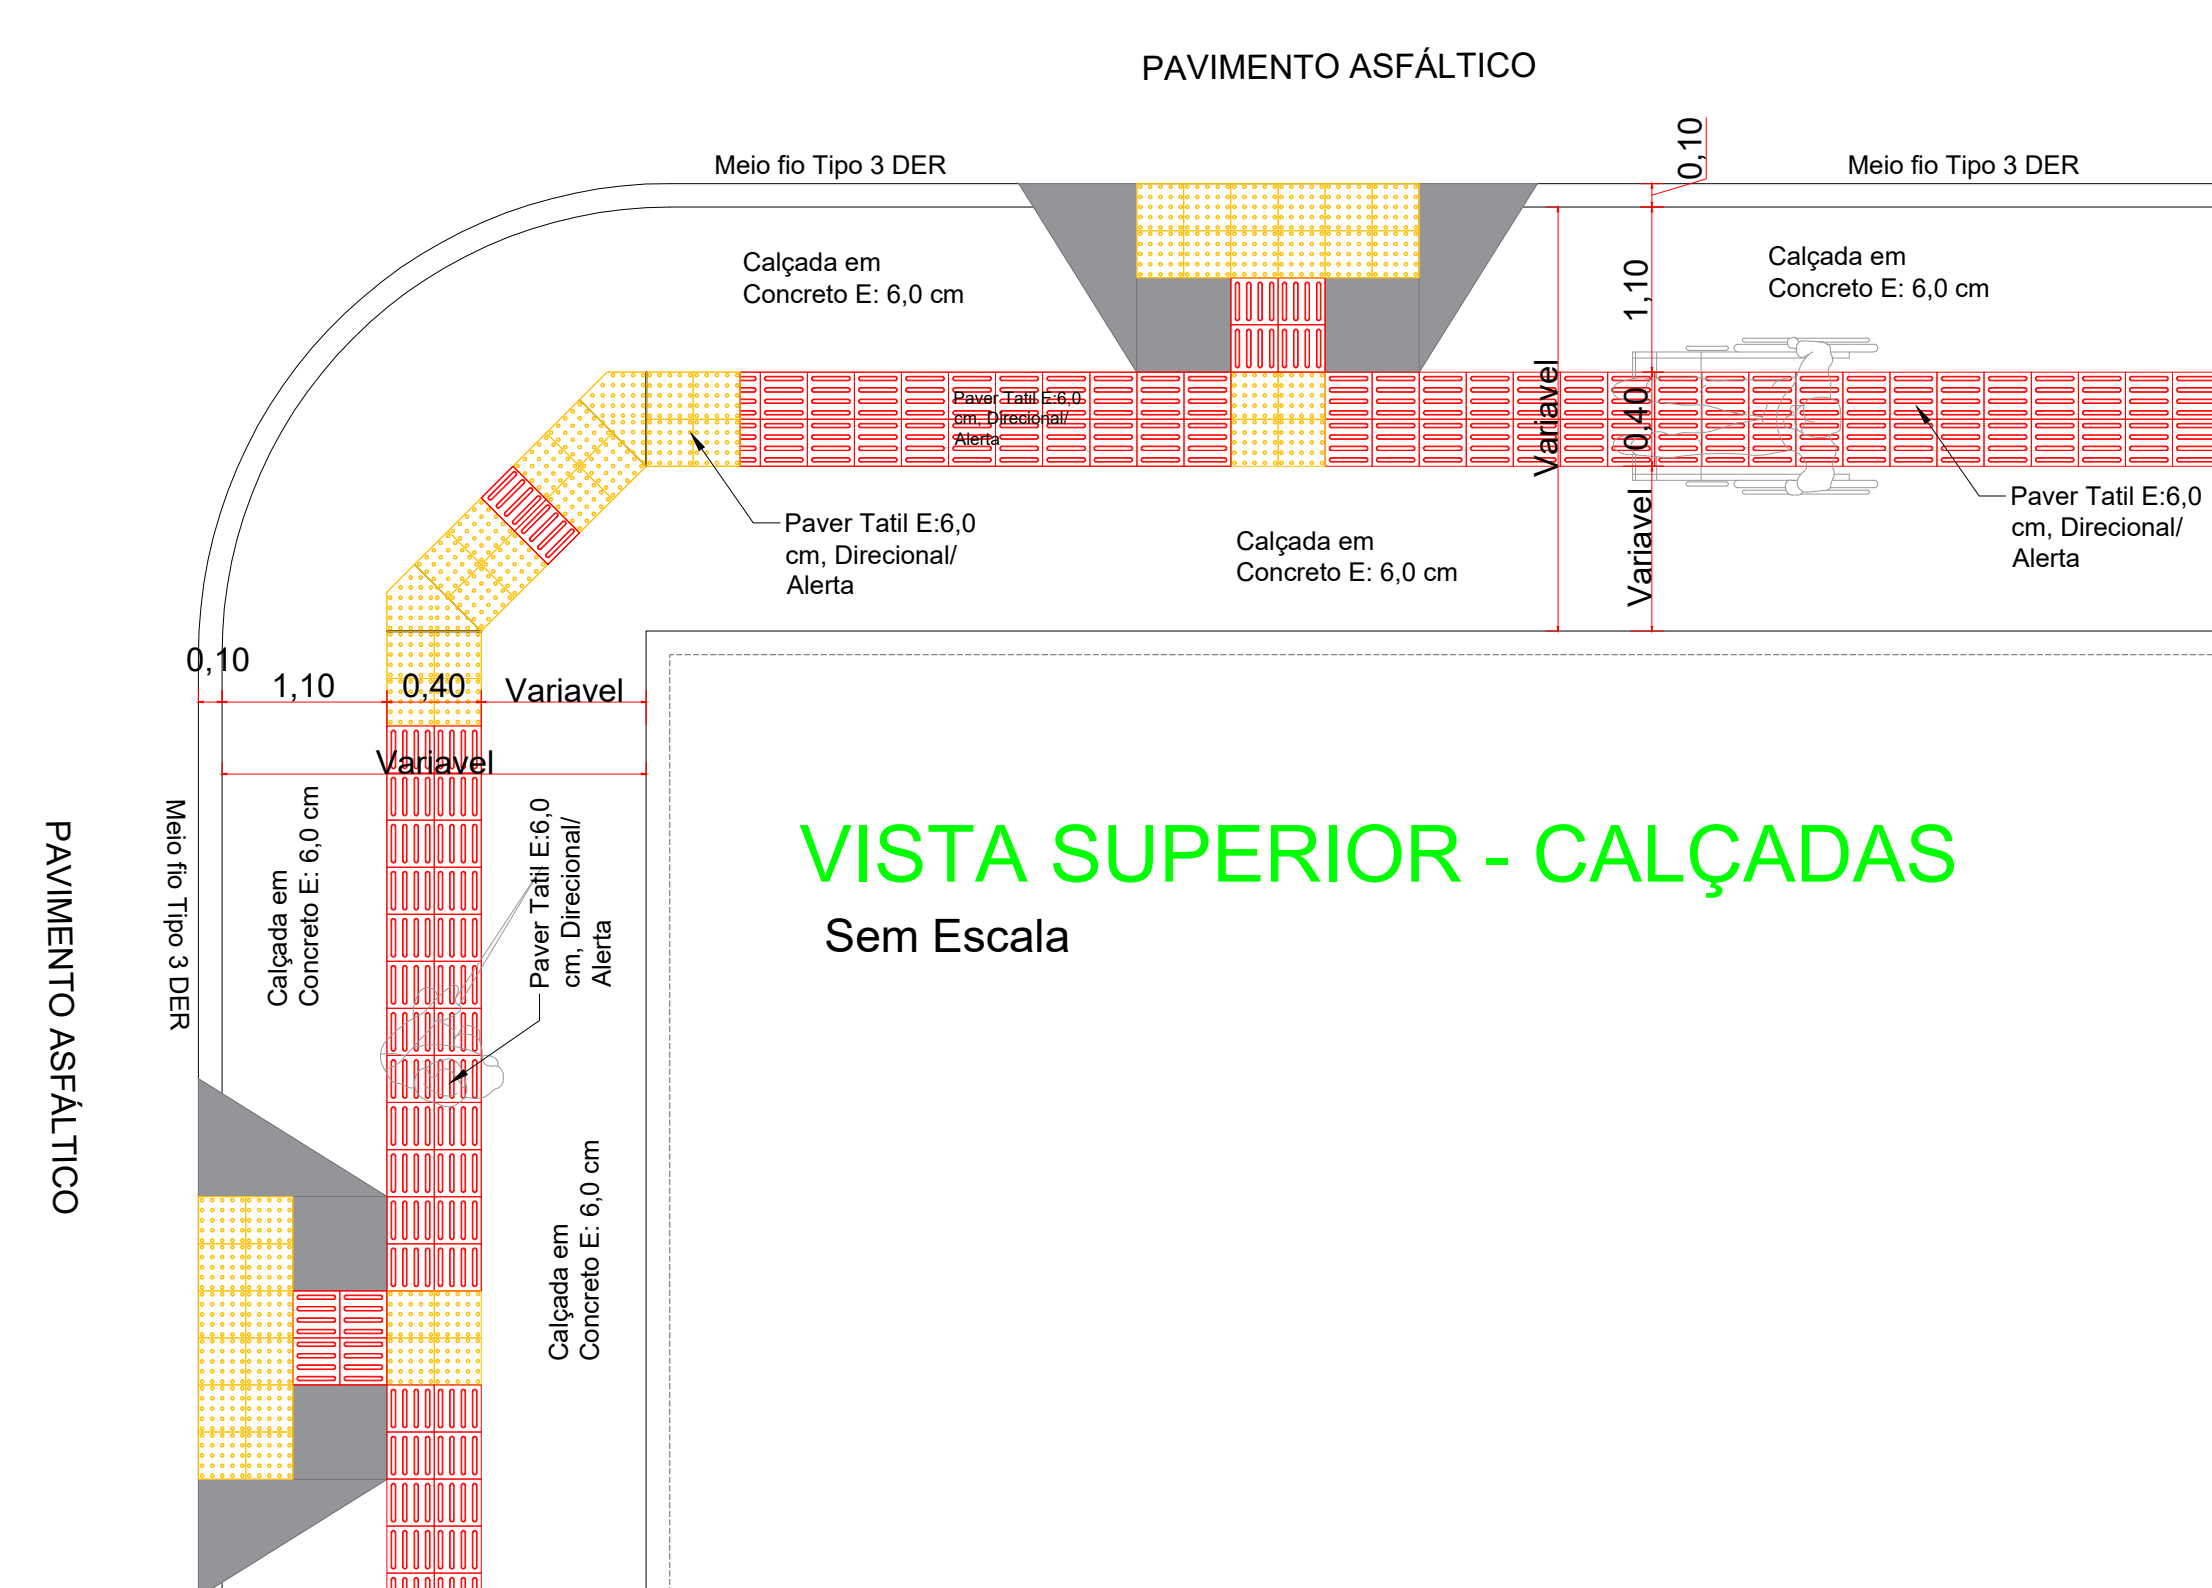 PAVIMENTO ASFÁLTICO
Meio fio Tipo 3 DER
0,10
Meio fio Tipo 3 DER
Calçada em
Concreto E: 6,0 cm
1,10
Calçada em
Concreto E: 6,0 cm
Paver Tatil E:6,0
cm, Direcional/
Alerta
Variavel
0,40
Variavel
Paver Tatil E:6,0
cm, Direcional/
Alerta
Calçada em
Concreto E: 6,0 cm
Paver Tatil E:6,0
cm, Direcional/
Alerta
0,10
1,10
0,40
Variavel
Variavel
PAVIMENTO ASFÁLTICO
Meio fio Tipo 3 DER
Calçada em
Concreto E: 6,0 cm
Paver Tatil E:6,0
cm, Direcional/
Alerta
Calçada em
Concreto E: 6,0 cm
VISTA SUPERIOR - CALÇADAS
Sem Escala